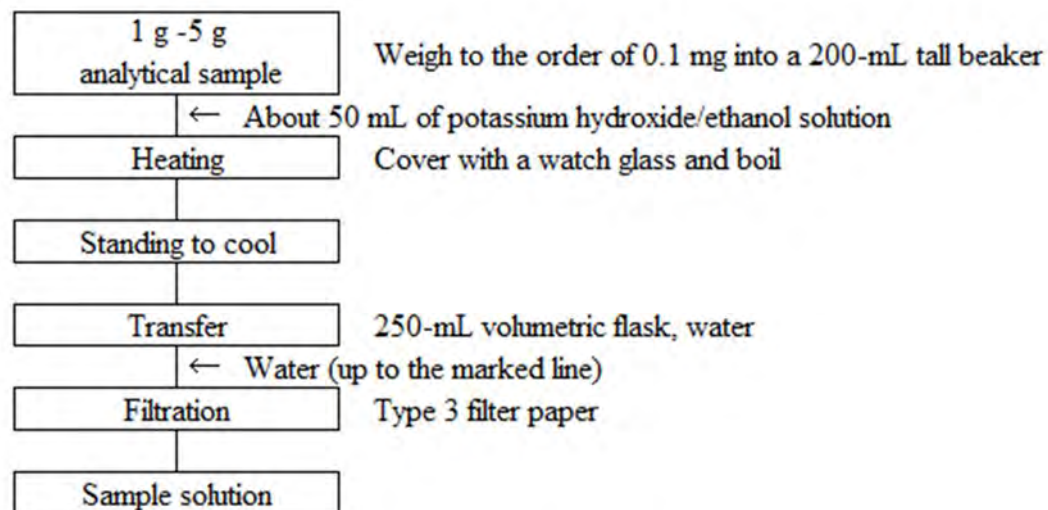 1 g -5 g
analytical sample
Weigh to the order of 0.1 mg into a 200-mL tall beaker
← About 50 mL of potassium hydroxide/ethanol solution
Heating
Cover with a watch glass and boil
Standing to cool
Transfer
250-mL volumetric flask, water
← Water (up to the marked line)
Filtration
Type 3 filter paper
Sample solution